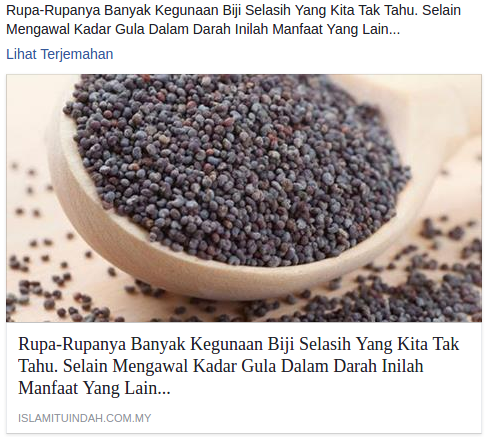 Rupa-Rupanya Banyak Kegunaan Biji Selasih Yang Kita Tak Tahu. Selain
Mengawal Kadar Gula Dalam Darah Inilah Manfaat Yang Lain...
Lihat Terjemahan
Rupa-Rupanya Banyak Kegunaan Biji Selasih Yang Kita Tak
Tahu. Selain Mengawal Kadar Gula Dalam Darah Inilah
Manfaat Yang Lain...
ISLAMITUINDAH.COM.MY